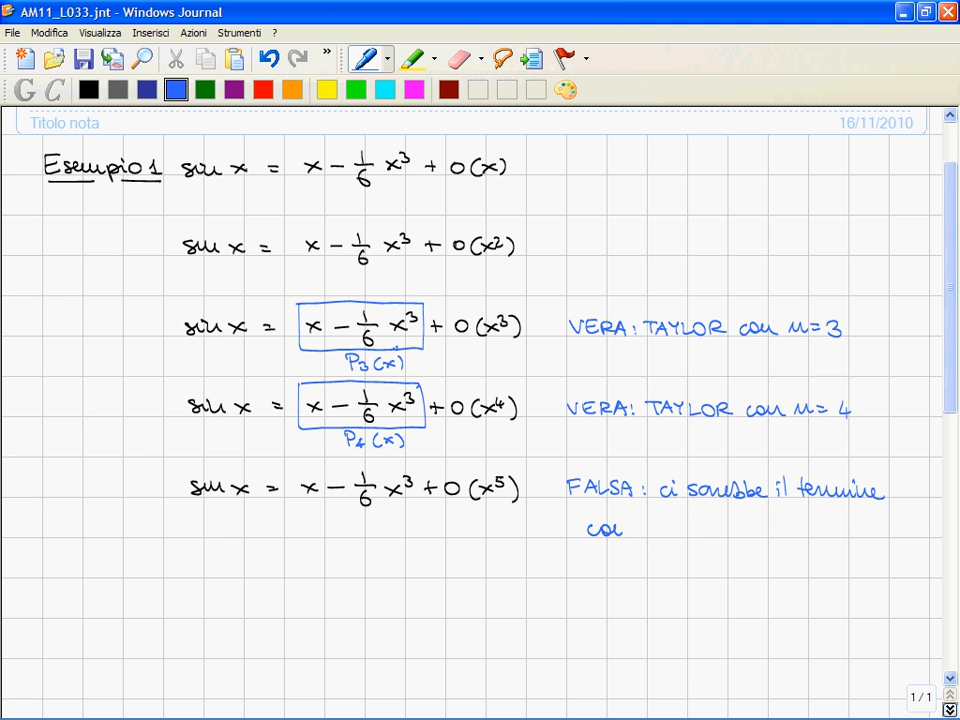 AM11_L033.jnt - Windows Journal
File Modifica Visualizza Inserisci Azioni Strumenti ?
G C
Titolo nota 16/11/2010
Esempio 1 sin x = x - 1/6 x³ + o(x)
sin x = x - 1/6 x³ + o(x²)
sin x = x - 1/6 x³ + o(x³) VERA: TAYLOR con n=3
P₃(x)
sin x = x - 1/6 x³ + o(x⁴) VERA: TAYLOR con n=4
P₄(x)
sin x = x - 1/6 x³ + o(x⁵) FALSA: ci sarebbe il termine
con
1 / 1